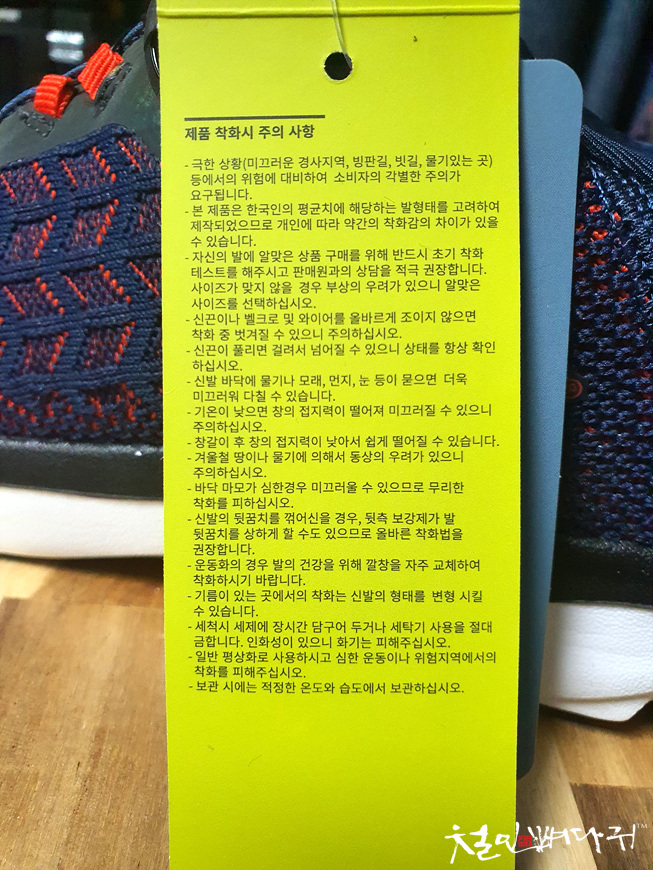 제품 착화시 주의 사항
- 극한 상황(미끄러운 경사지역, 빙판길, 빗길, 물기있는 곳)
등에서의 위험에 대비하여 소비자의 각별한 주의가
요구됩니다.
- 본 제품은 한국인의 평균치에 해당하는 발형태를 고려하여
제작되었으므로 개인에 따라 약간의 착화감의 차이가 있을
수 있습니다.
- 자신의 발에 알맞은 상품 구매를 위해 반드시 초기 착화
테스트를 해주시고 판매원과의 상담을 적극 권장합니다.
사이즈가 맞지 않을 경우 부상의 우려가 있으니 알맞은
사이즈를 선택하십시오.
- 신끈이나 벨크로 및 와이어를 올바르게 조이지 않으면
착화 중 벗겨질 수 있으니 주의하십시오.
- 신끈이 풀리면 걸려서 넘어질 수 있으니 상태를 항상 확인
하십시오.
- 신발 바닥에 물기나 모래, 먼지, 눈 등이 묻으면 더욱
미끄러워 다칠 수 있습니다.
- 기온이 낮으면 창의 접지력이 떨어져 미끄러질 수 있으니
주의하십시오.
- 창갈이 후 창의 접지력이 낮아서 쉽게 떨어질 수 있습니다.
- 겨울철 땅이나 물기에 의해서 동상의 우려가 있으니
주의하십시오.
- 바닥 마모가 심한경우 미끄러울 수 있으므로 무리한
착화를 피하십시오.
- 신발의 뒷꿈치를 꺾어신을 경우, 뒷측 보강제가 발
뒷꿈치를 상하게 할 수도 있으므로 올바른 착화법을
권장합니다.
- 운동화의 경우 발의 건강을 위해 깔창을 자주 교체하여
착화하시기 바랍니다.
- 기름이 있는 곳에서의 착화는 신발의 형태를 변형 시킬
수 있습니다.
- 세척시 세제에 장시간 담구어 두거나 세탁기 사용을 절대
금합니다. 인화성이 있으니 화기는 피해주십시오.
- 일반 평상화로 사용하시고 심한 운동이나 위험지역에서의
착화를 피해주십시오.
- 보관 시에는 적정한 온도와 습도에서 보관하십시오.
철인뼈다귀™